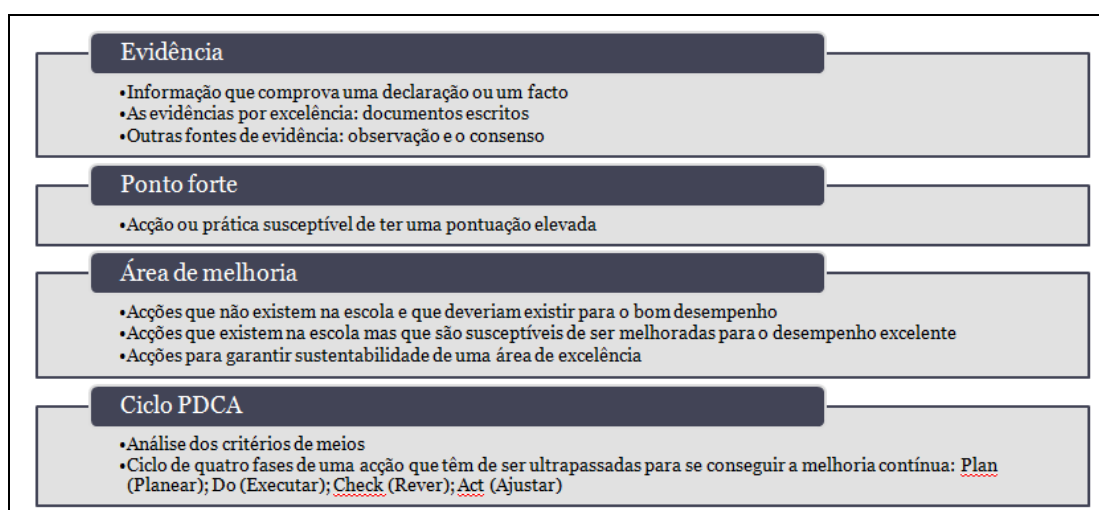 Evidência
•Informação que comprova uma declaração ou um facto
•As evidências por excelência: documentos escritos
•Outras fontes de evidência: observação e o consenso
Ponto forte
•Acção ou prática susceptível de ter uma pontuação elevada
Área de melhoria
•Acções que não existem na escola e que deveriam existir para o bom desempenho
•Acções que existem na escola mas que são susceptíveis de ser melhoradas para o desempenho excelente
•Acções para garantir sustentabilidade de uma área de excelência
Ciclo PDCA
•Análise dos critérios de meios
•Ciclo de quatro fases de uma acção que têm de ser ultrapassadas para se conseguir a melhoria contínua: Plan
(Planear); Do (Executar); Check (Rever); Act (Ajustar)